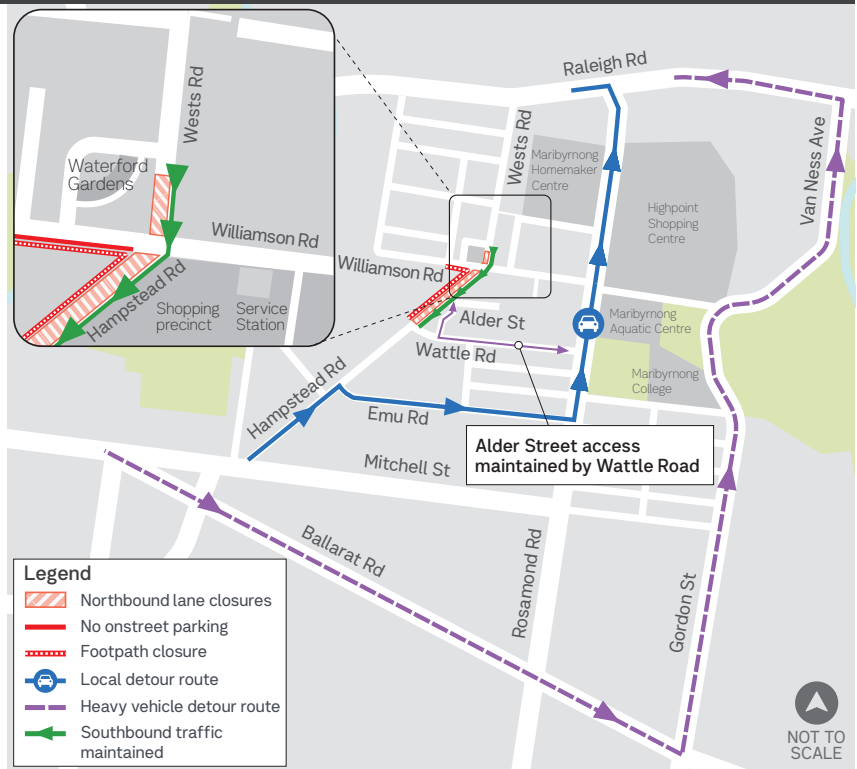 Wests Rd
Waterford
Gardens
Williamson Rd
Hampstead Rd
Shopping
precinct
Service
Station
Raleigh Rd
Wests Rd
Maribyrnong
Homemaker
Centre
Highpoint
Shopping
Centre
Van Ness Ave
Williamson Rd
Alder St
Wattle Rd
Maribyrnong
Aquatic Centre
Maribyrnong
College
Hampstead Rd
Emu Rd
Alder Street access
maintained by Wattle Road
Mitchell St
Ballarat Rd
Rosamond Rd
Gordon St
Legend
Northbound lane closures
No onstreet parking
Footpath closure
Local detour route
Heavy vehicle detour route
Southbound traffic
maintained
NOT TO
SCALE